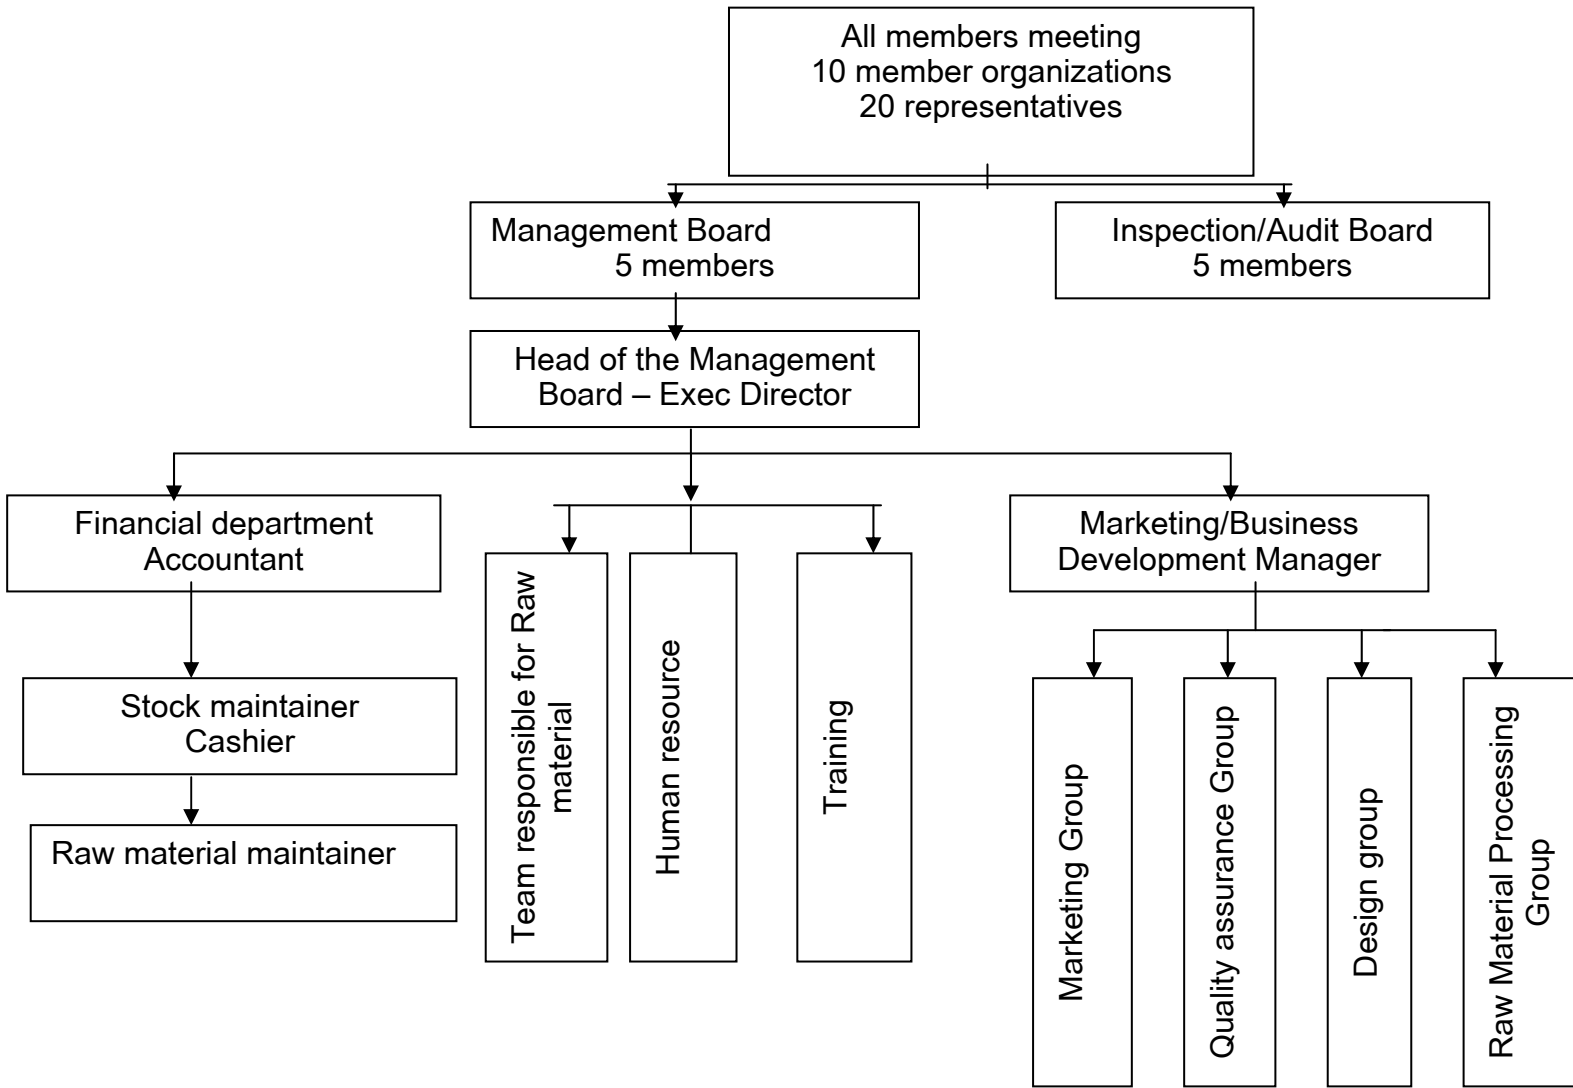 All members meeting
10 member organizations
20 representatives
Management Board
5 members
Inspection/Audit Board
5 members
Head of the Management
Board – Exec Director
Financial department
Accountant
Marketing/Business
Development Manager
Stock maintainer
Cashier
Raw material maintainer
Team responsible for Raw
material
Human resource
Training
Marketing Group
Quality assurance Group
Design group
Raw Material Processing
Group